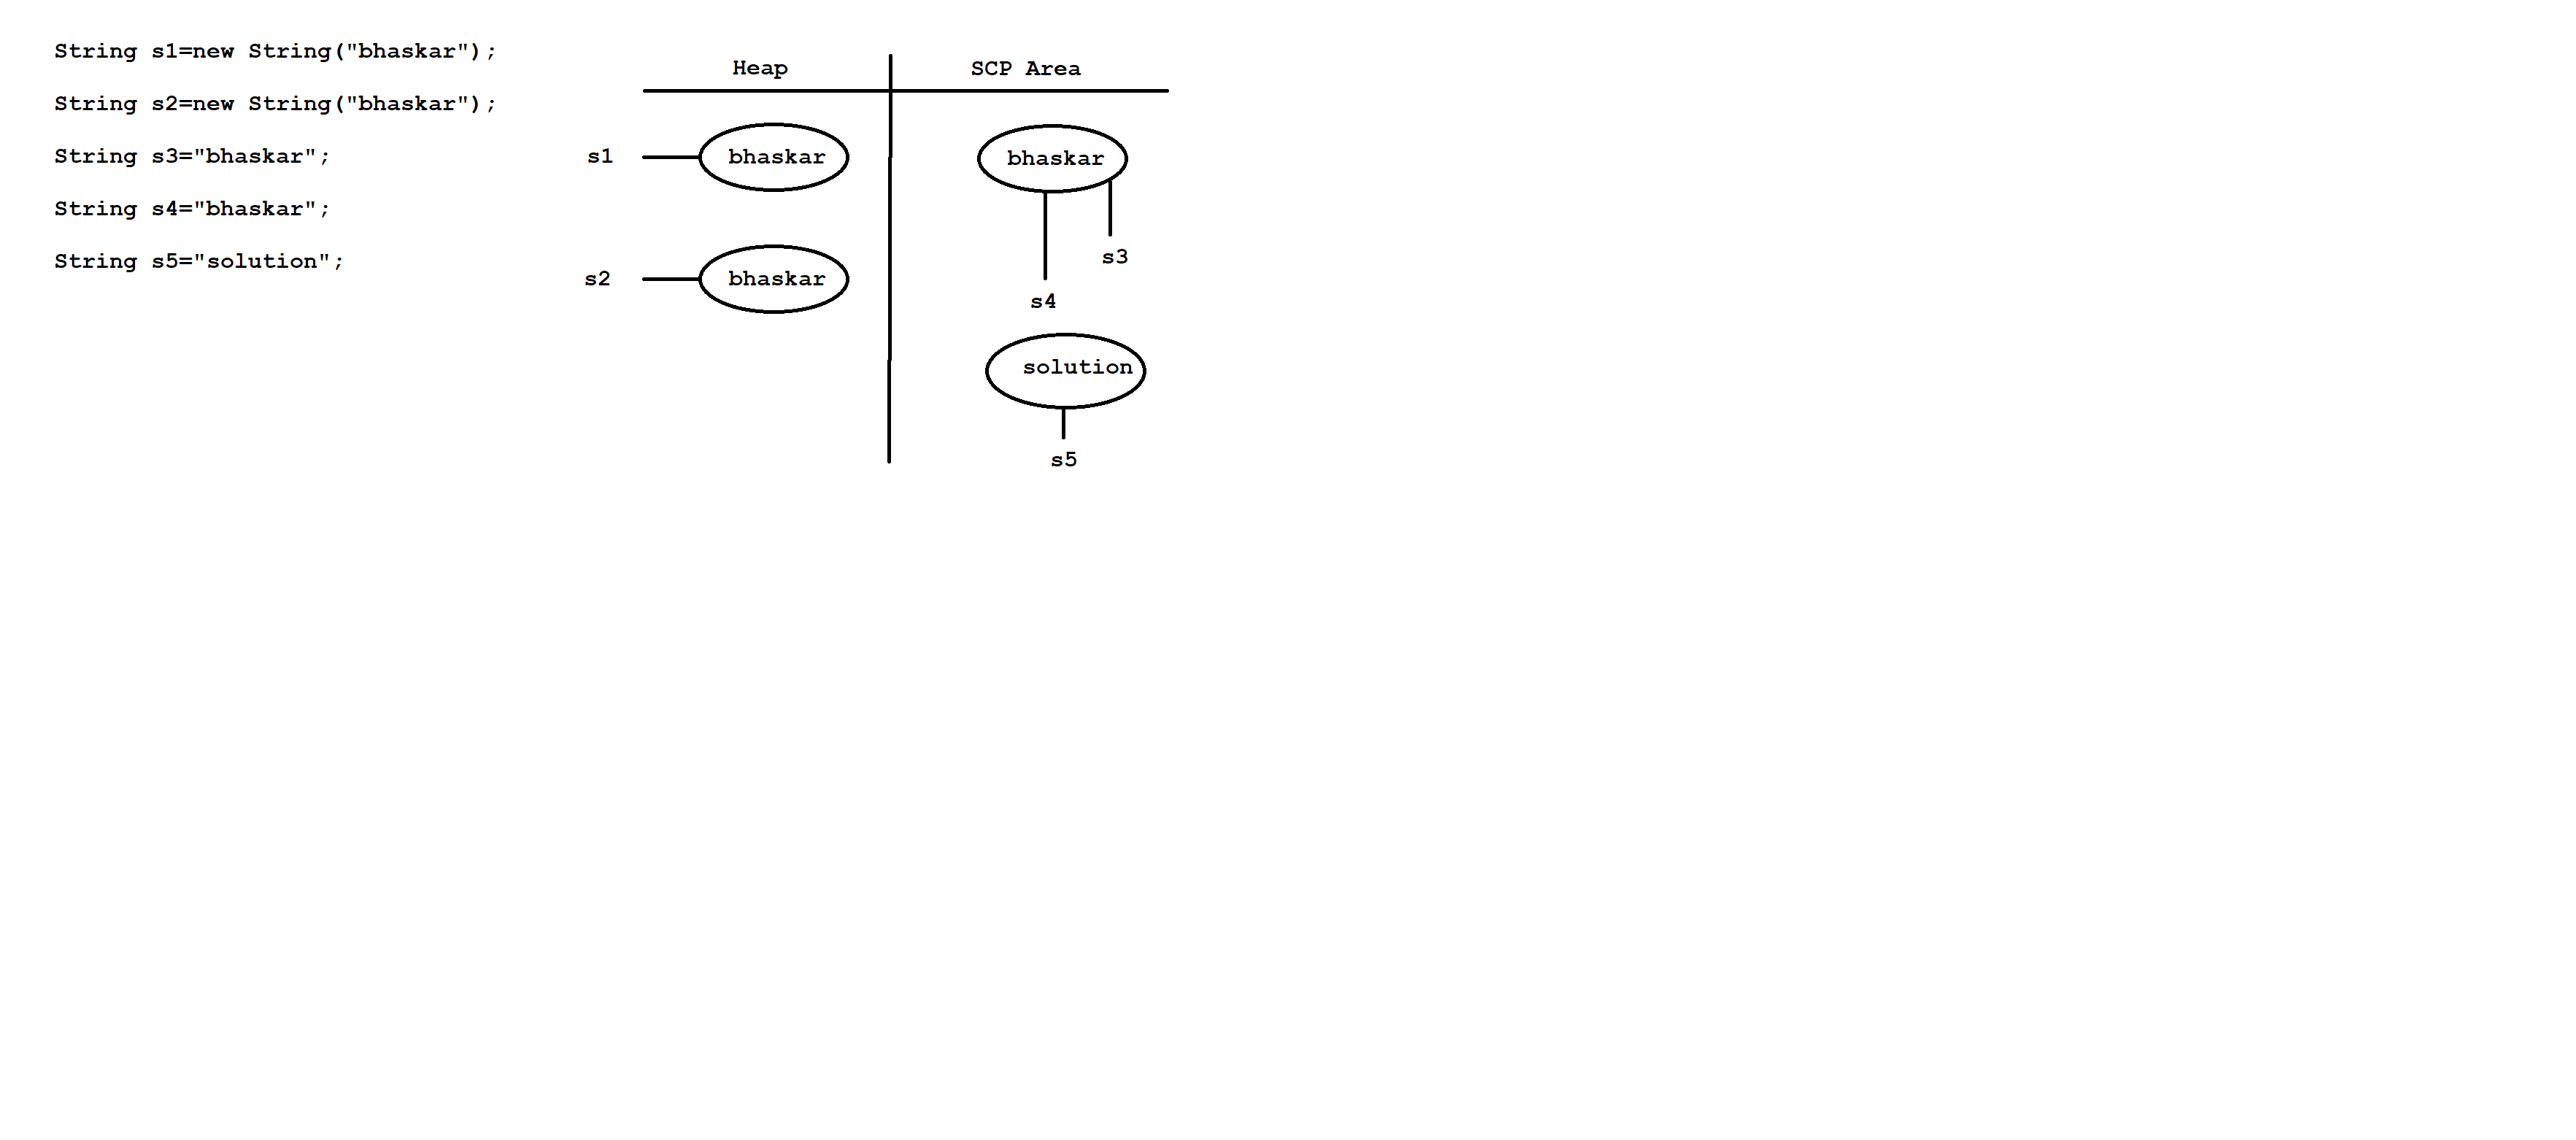 String s1=new String("bhaskar");
String s2=new String("bhaskar");
String s3="bhaskar";
String s4="bhaskar";
String s5="solution";
Heap
SCP Area
s1
bhaskar
bhaskar
s3
s2
bhaskar
s4
solution
s5